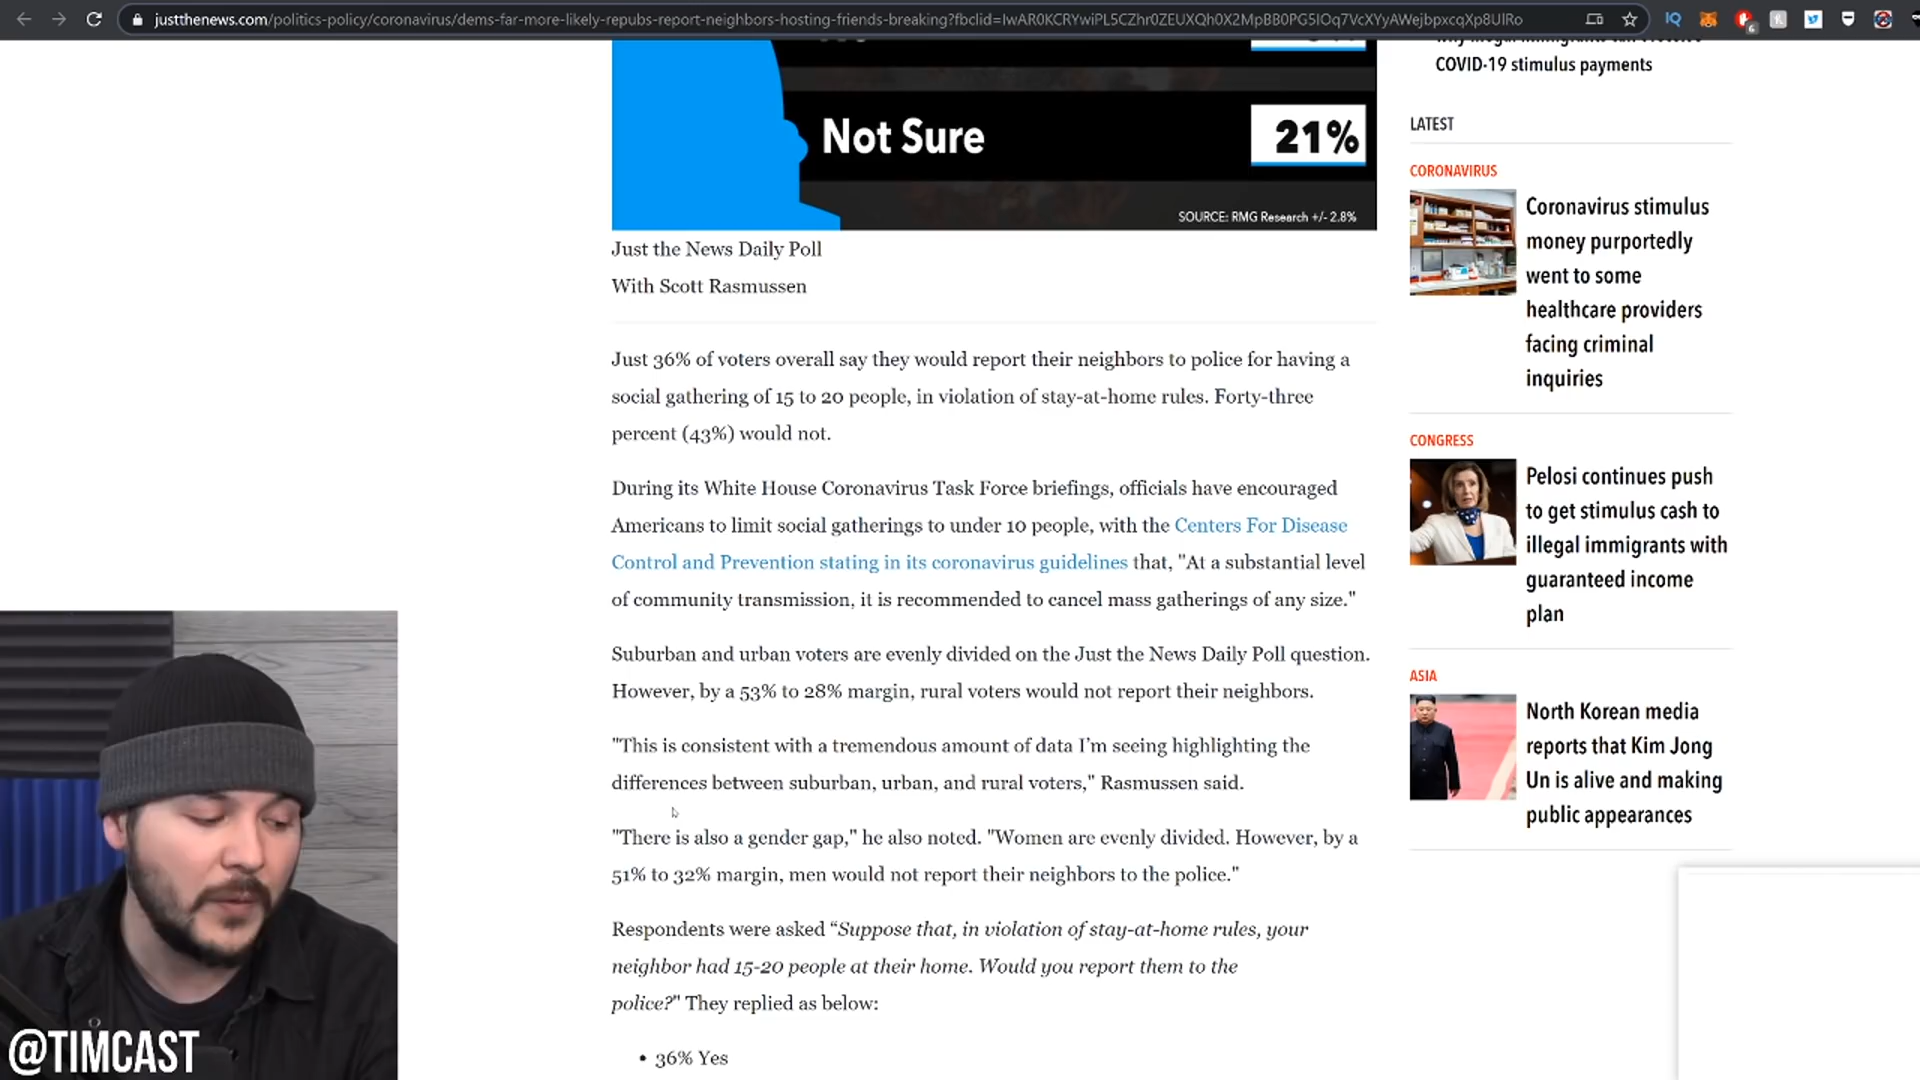 justthenews.com/politics-policy/coronavirus/dems-far-more-likely-repubs-report-neighbors-hosting-friends-breaking?fbclid=IwAR0KCRYwiPL5CZhr0ZEUXQh0X2MpBB0PG5IOq7VcXYyAWejbpxcqXp8UlRo
COVID-19 stimulus payments
Not Sure
21%
SOURCE: RMG Research +/- 2.8%
Just the News Daily Poll
With Scott Rasmussen
Just 36% of voters overall say they would report their neighbors to police for having a
social gathering of 15 to 20 people, in violation of stay-at-home rules. Forty-three
percent (43%) would not.
During its White House Coronavirus Task Force briefings, officials have encouraged
Americans to limit social gatherings to under 10 people, with the Centers For Disease
Control and Prevention stating in its coronavirus guidelines that, "At a substantial level
of community transmission, it is recommended to cancel mass gatherings of any size."
Suburban and urban voters are evenly divided on the Just the News Daily Poll question.
However, by a 53% to 28% margin, rural voters would not report their neighbors.
"This is consistent with a tremendous amount of data I'm seeing highlighting the
differences between suburban, urban, and rural voters," Rasmussen said.
"There is also a gender gap," he also noted. "Women are evenly divided. However, by a
51% to 32% margin, men would not report their neighbors to the police."
Respondents were asked “Suppose that, in violation of stay-at-home rules, your
neighbor had 15-20 people at their home. Would you report them to the
police?" They replied as below:
• 36% Yes
LATEST
CORONAVIRUS
Coronavirus stimulus
money purportedly
went to some
healthcare providers
facing criminal
inquiries
CONGRESS
Pelosi continues push
to get stimulus cash to
illegal immigrants with
guaranteed income
plan
ASIA
North Korean media
reports that Kim Jong
Un is alive and making
public appearances
@TIMCAST